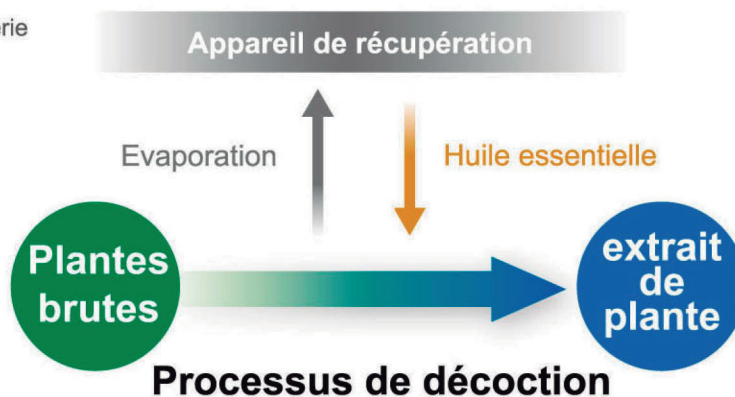 Appareil de récupération
Evaporation
Huile essentielle
Plantes
brutes
extrait
de
plante
Processus de décoction